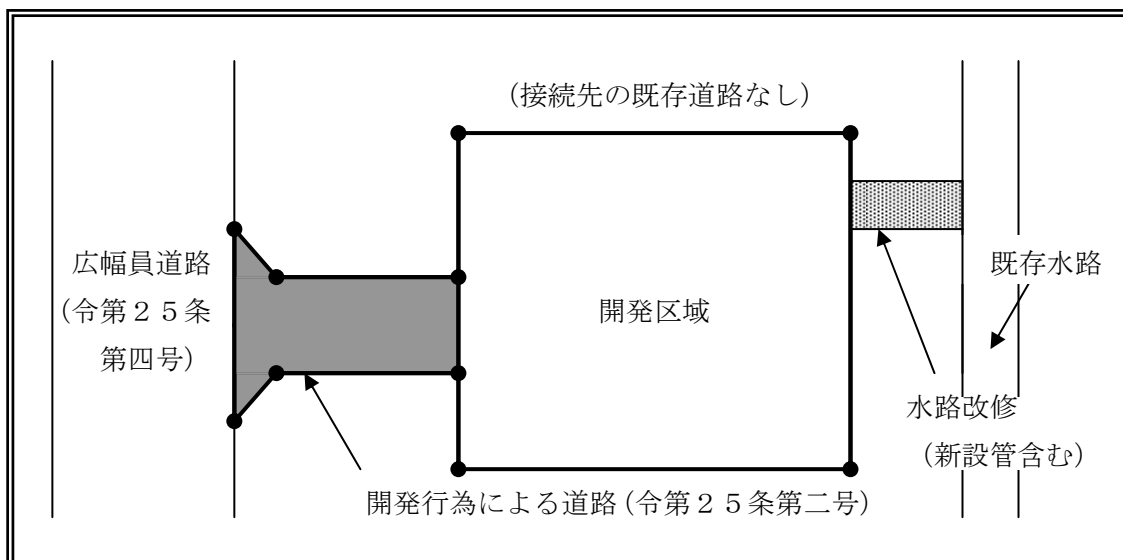 （接続先の既存道路なし）
広幅員道路
（令第２５条
第四号）
開発区域
既存水路
水路改修
（新設管含む）
開発行為による道路（令第２５条第二号）